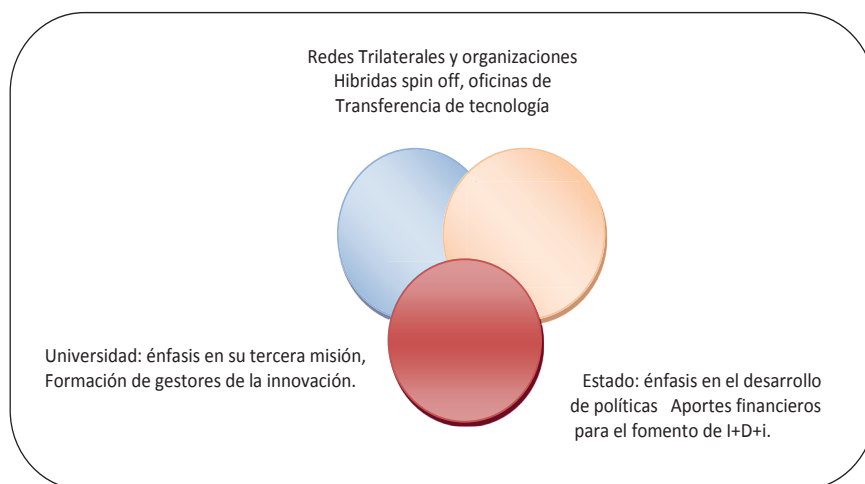 Redes Trilaterales y organizaciones
Hibridas spin off, oficinas de
Transferencia de tecnología
Universidad: énfasis en su tercera misión,
Formación de gestores de la innovación.
Estado: énfasis en el desarrollo
de políticas   Aportes financieros
para el fomento de I+D+i.